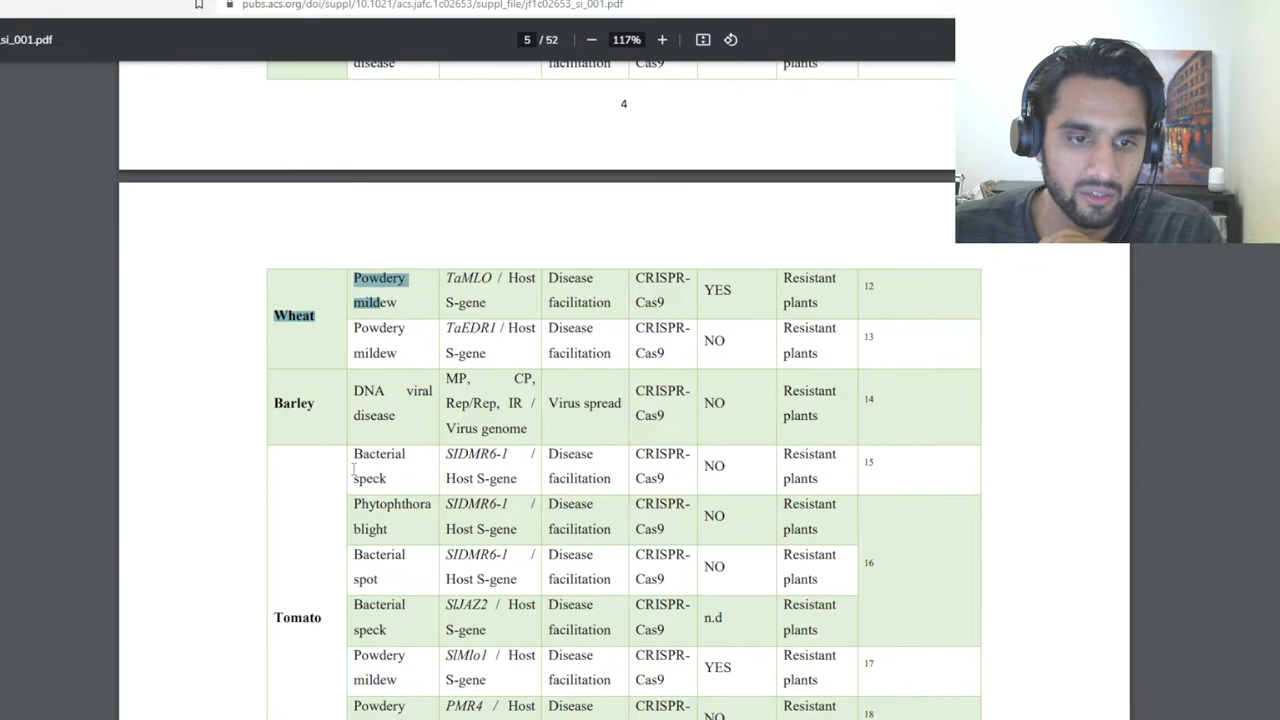 pubs.acs.org/doi/suppl/10.1021/acs.jafc.1c02653/suppl_file/jf1c02653_si_001.pdf
si_001.pdf 5 / 52 — 117% +
disease facilitation Cas9 plants
4
Wheat
Powdery TaMLO / Host Disease CRISPR- YES Resistant 12
mildew S-gene facilitation Cas9 plants
Powdery TaEDR1 / Host Disease CRISPR- NO Resistant 13
mildew S-gene facilitation Cas9 plants
Barley
DNA viral MP, CP, Virus spread CRISPR- NO Resistant 14
disease Rep/Rep, IR / Cas9 plants
Virus genome
Tomato
Bacterial SlDMR6-1 / Disease CRISPR- NO Resistant 15
speck Host S-gene facilitation Cas9 plants
Phytophthora SlDMR6-1 / Disease CRISPR- NO Resistant 16
blight Host S-gene facilitation Cas9 plants
Bacterial SlDMR6-1 / Disease CRISPR- NO Resistant
spot Host S-gene facilitation Cas9 plants
Bacterial SlJAZ2 / Host Disease CRISPR- n.d Resistant
speck S-gene facilitation Cas9 plants
Powdery SlMlo1 / Host Disease CRISPR- YES Resistant 17
mildew S-gene facilitation Cas9 plants
Powdery PMR4 / Host Disease CRISPR- NO Resistant 18